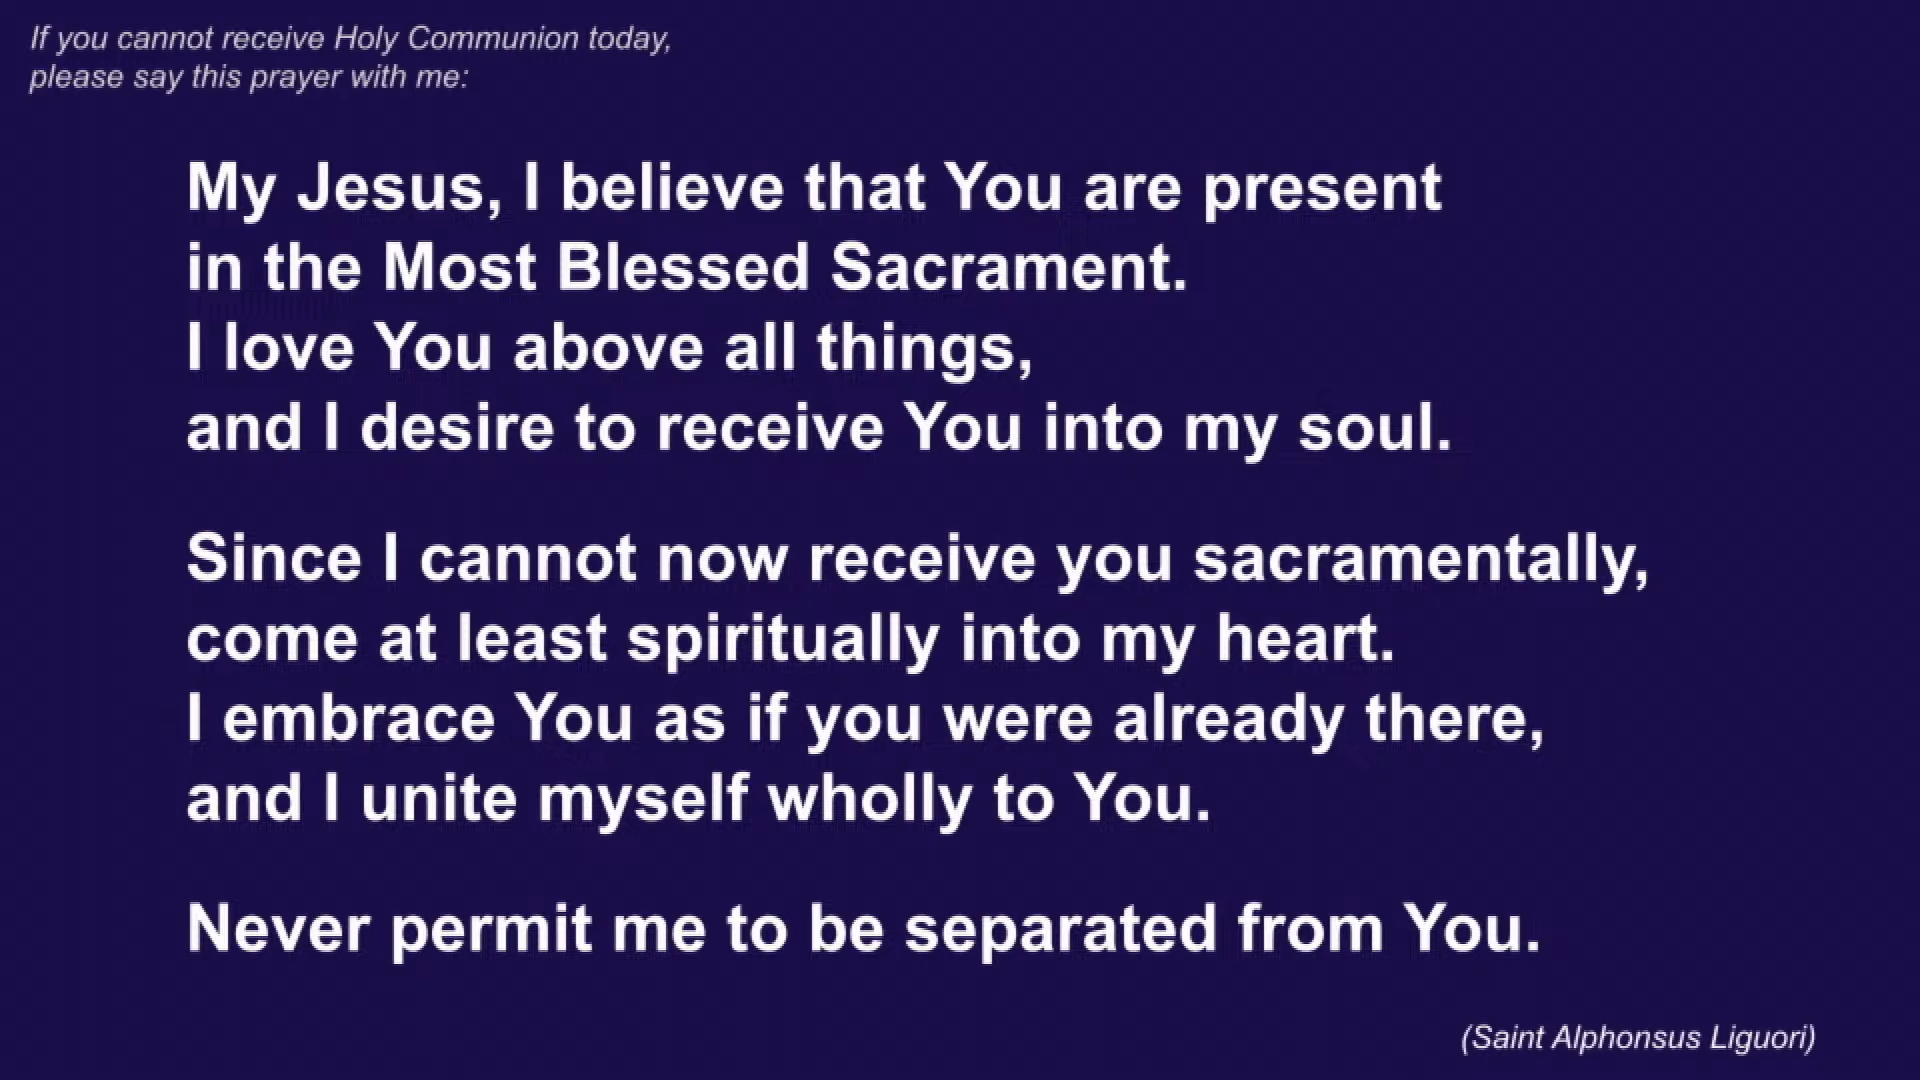 If you cannot receive Holy Communion today,
please say this prayer with me:
My Jesus, I believe that You are present
in the Most Blessed Sacrament.
I love You above all things,
and I desire to receive You into my soul.
Since I cannot now receive you sacramentally,
come at least spiritually into my heart.
I embrace You as if you were already there,
and I unite myself wholly to You.
Never permit me to be separated from You.
(Saint Alphonsus Liguori)